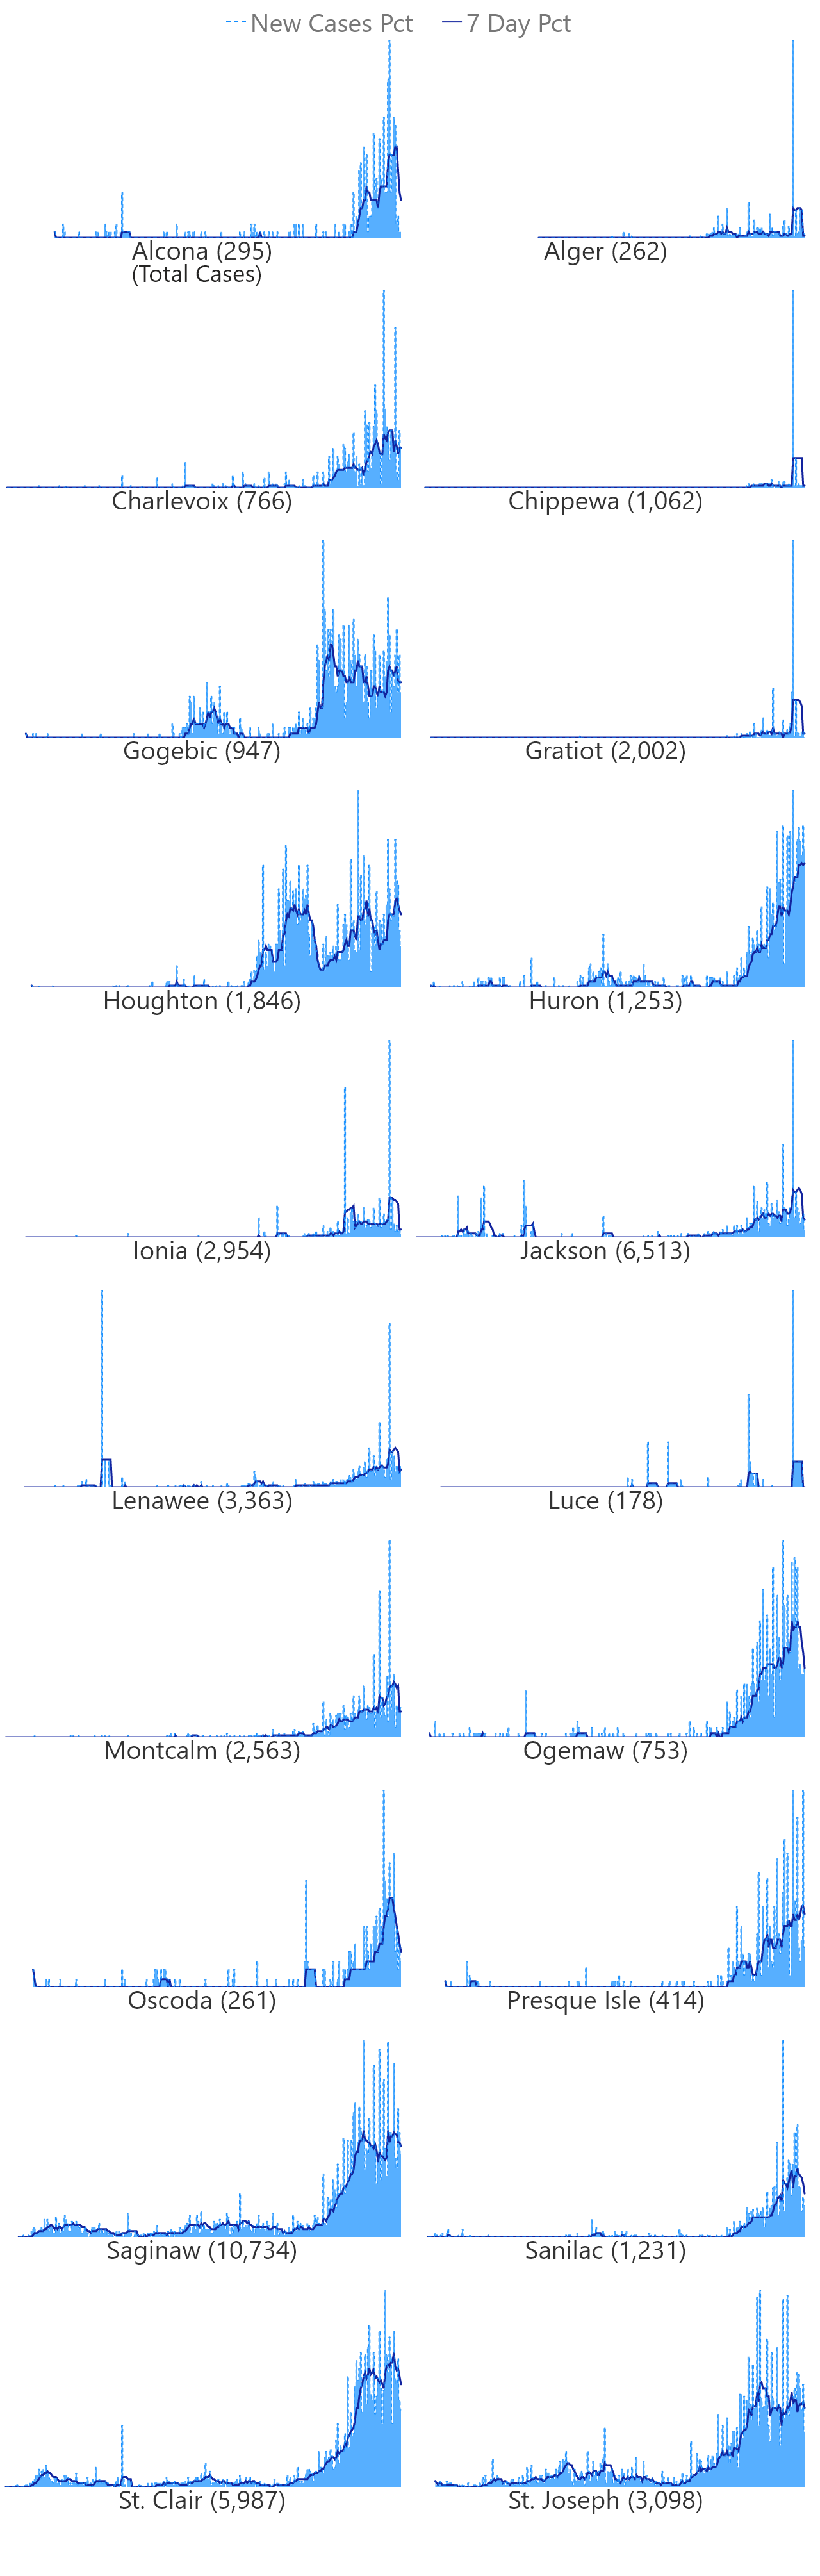 New Cases Pct 7 Day Pct
Alcona (295) Alger (262)
(Total Cases)
Charlevoix (766) Chippewa (1,062)
Gogebic (947) Gratiot (2,002)
Houghton (1,846) Huron (1,253)
Ionia (2,954) Jackson (6,513)
Lenawee (3,363) Luce (178)
Montcalm (2,563) Ogemaw (753)
Oscoda (261) Presque Isle (414)
Saginaw (10,734) Sanilac (1,231)
St. Clair (5,987) St. Joseph (3,098)